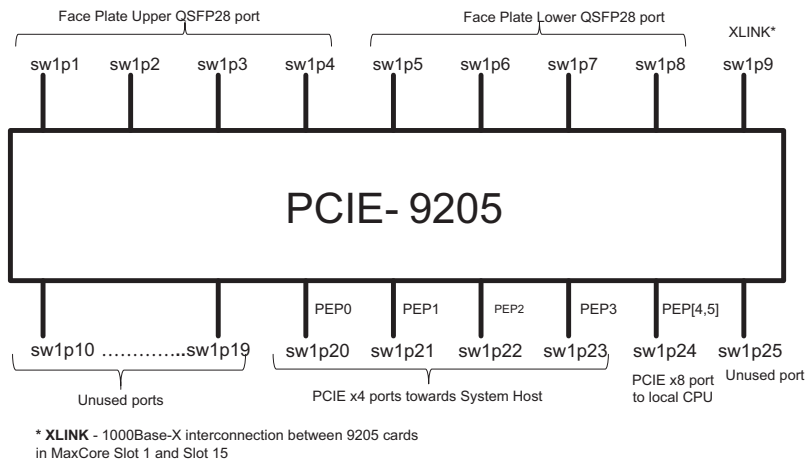 Face Plate Upper QSFP28 port
Face Plate Lower QSFP28 port
XLINK*
sw1p1 sw1p2 sw1p3 sw1p4 sw1p5 sw1p6 sw1p7 sw1p8 sw1p9
PCIE- 9205
PEP0 PEP1 PEP2 PEP3 PEP[4,5]
sw1p10 ...............sw1p19 sw1p20 sw1p21 sw1p22 sw1p23 sw1p24 sw1p25
Unused ports
PCIE x4 ports towards System Host
PCIE x8 port
to local CPU
Unused port
* XLINK - 1000Base-X interconnection between 9205 cards
in MaxCore Slot 1 and Slot 15